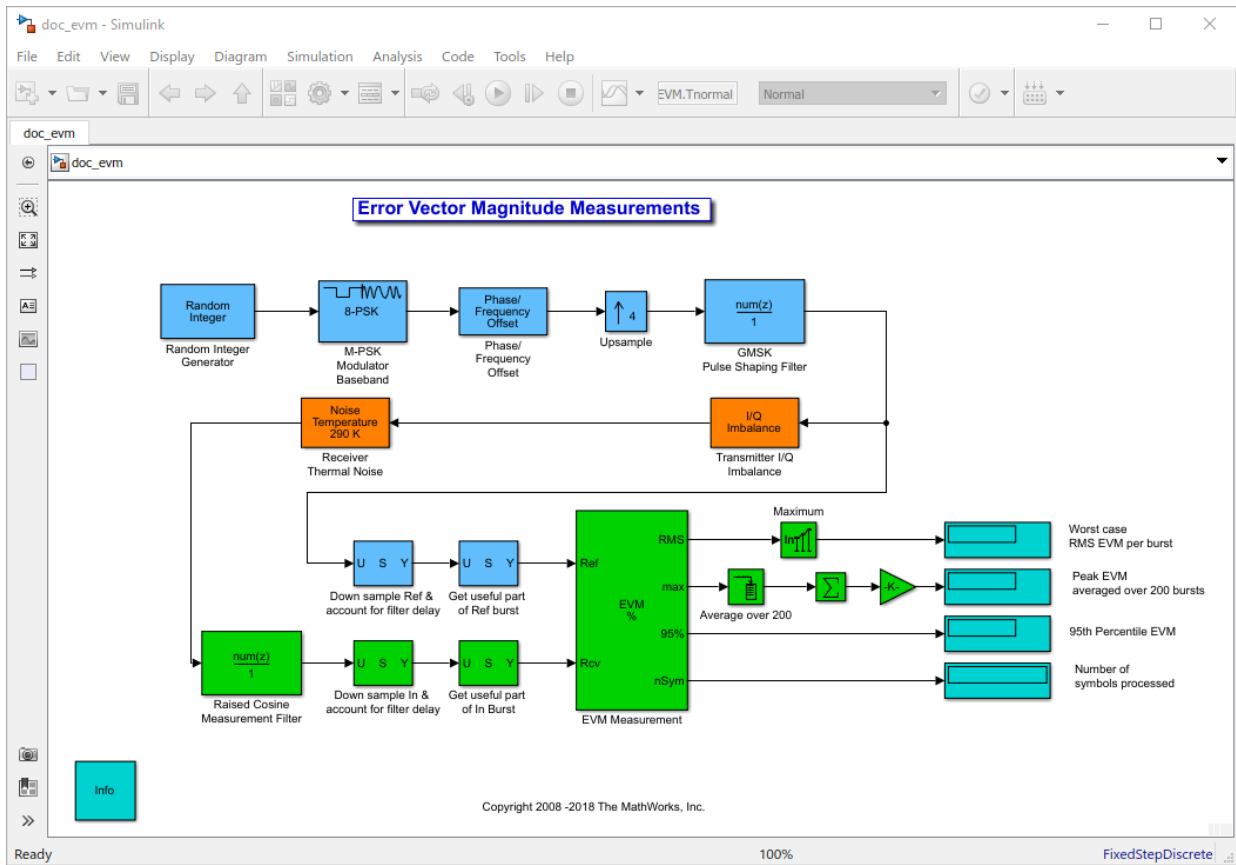 doc_evm - Simulink
File Edit View Display Diagram Simulation Analysis Code Tools Help
EVM.Tnormal Normal
doc_evm
doc_evm
Error Vector Magnitude Measurements
Random
Integer
Random Integer
Generator
8-PSK
M-PSK
Modulator
Baseband
Phase/
Frequency
Offset
Phase/
Frequency
Offset
4
Upsample
num(z)
1
GMSK
Pulse Shaping Filter
Noise
Temperature
290 K
Receiver
Thermal Noise
I/Q
Imbalance
Transmitter I/Q
Imbalance
U S Y
Down sample Ref &
account for filter delay
U S Y
Get useful part
of Ref burst
num(z)
1
Raised Cosine
Measurement Filter
U S Y
Down sample In &
account for filter delay
U S Y
Get useful part
of In Burst
Ref
Rcv
EVM
%
RMS
max
95%
nSym
EVM Measurement
Maximum
In
Average over 200
Σ
-K-
Worst case
RMS EVM per burst
Peak EVM
averaged over 200 bursts
95th Percentile EVM
Number of
symbols processed
Info
Copyright 2008 -2018 The MathWorks, Inc.
Ready 100% FixedStepDiscrete